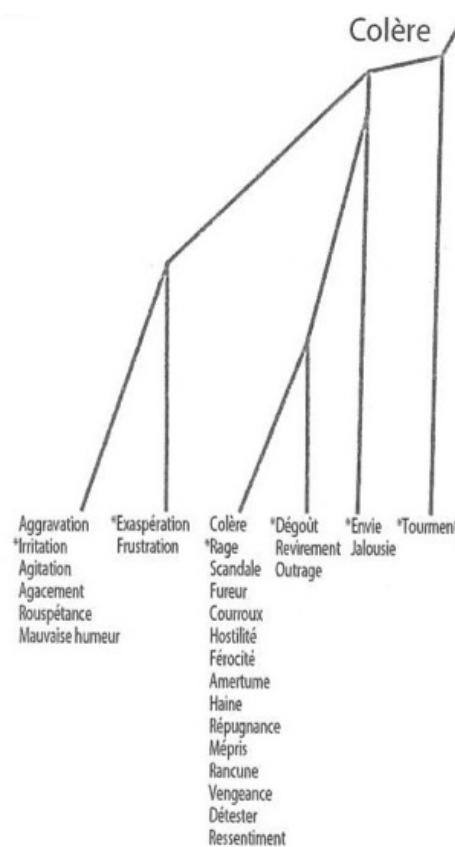 Colère
Aggravation
*Irritation
Agitation
Agacement
Rouspétance
Mauvaise humeur
*Exaspération
Frustration
Colère
*Rage
Scandale
Fureur
Courroux
Hostilité
Férocité
Amertume
Haine
Répugnance
Mépris
Rancune
Vengeance
Détester
Ressentiment
*Dégoût
Revirement
Outrage
*Envie
Jalousie
*Tourment